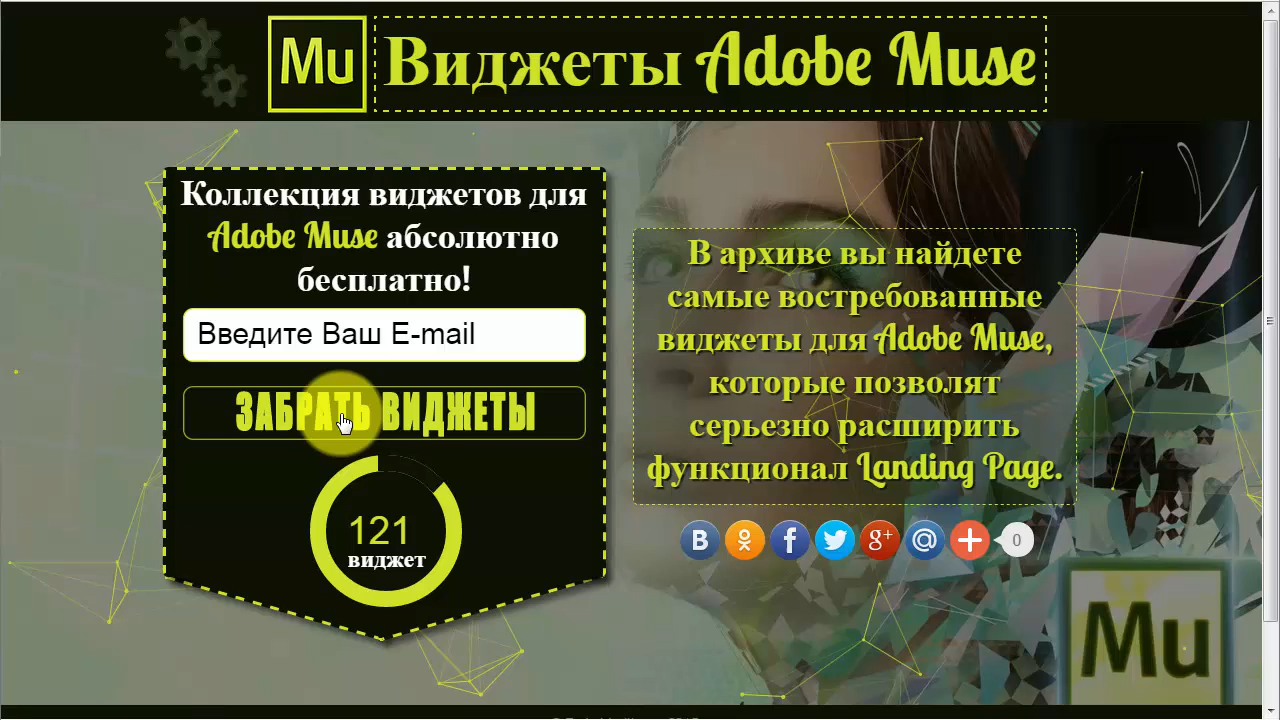 Mu
Виджеты Adobe Muse
Коллекция виджетов для
Adobe Muse абсолютно
бесплатно!
Введите Ваш E-mail
ЗАБРАТЬ ВИДЖЕТЫ
121
виджет
В архиве вы найдете
самые востребованные
виджеты для Adobe Muse,
которые позволят
серьезно расширить
функционал Landing Page.
0
Mu